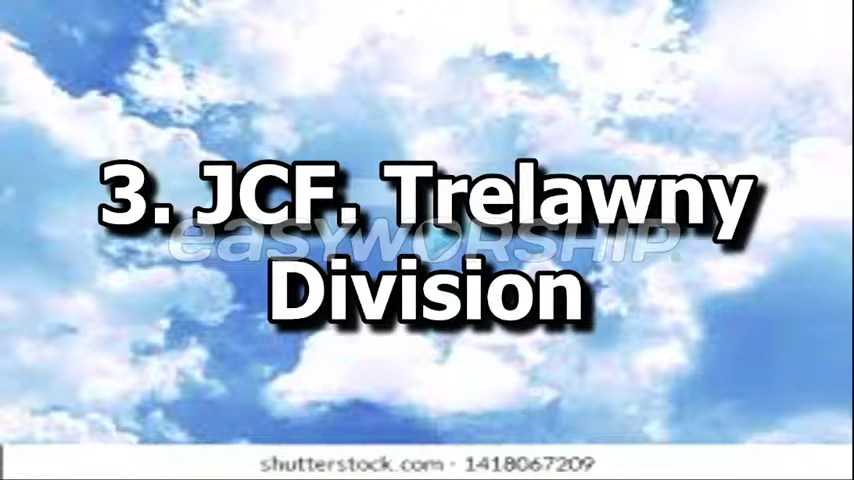 3. JCF. Trelawny
easyworship
Division
shutterstock.com · 1418067209